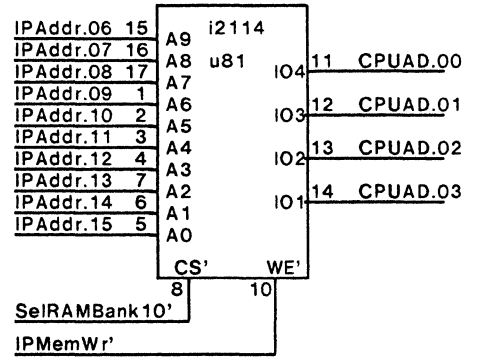 IPAddr.06 15 A9 i2114
IPAddr.07 16 A8 u81 IO4 11 CPUAD.00
IPAddr.08 17 A7
IPAddr.09 1 A6 IO3 12 CPUAD.01
IPAddr.10 2 A5
IPAddr.11 3 A4 IO2 13 CPUAD.02
IPAddr.12 4 A3
IPAddr.13 7 A2 IO1 14 CPUAD.03
IPAddr.14 6 A1
IPAddr.15 5 A0
CS' WE'
8 10
SelRAMBank10'
IPMemWr'